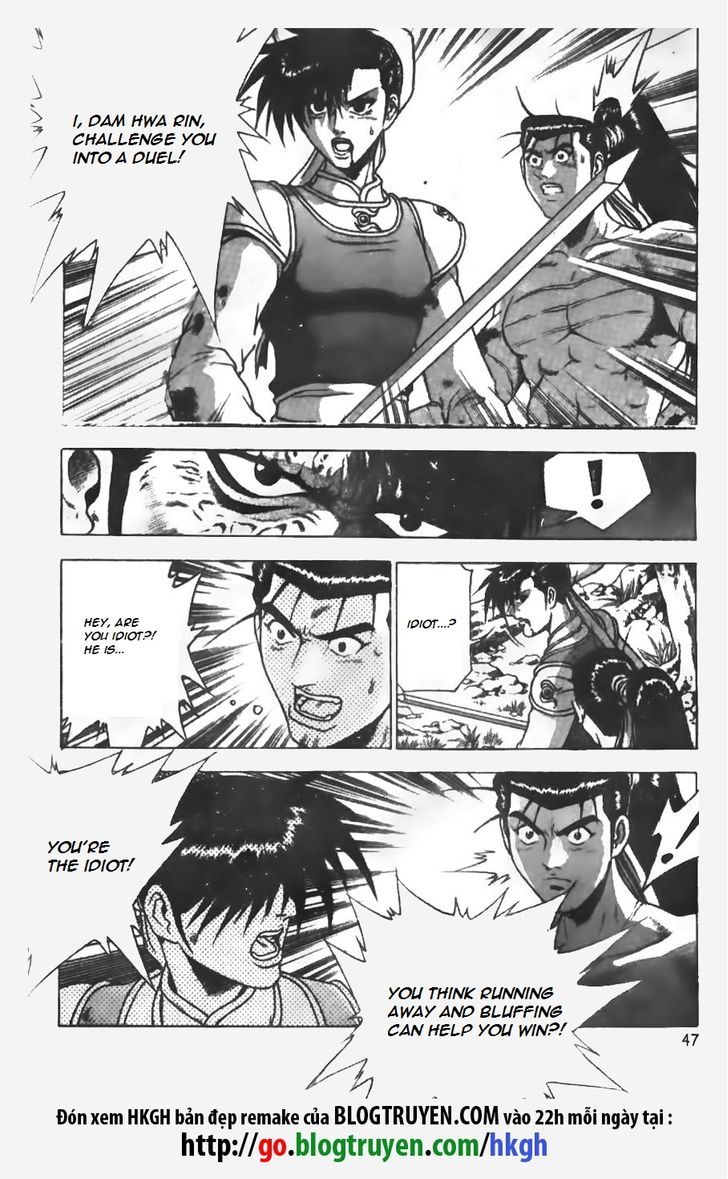 I, DAM HWA RIN,
CHALLENGE YOU
INTO A DUEL!
!
HEY, ARE
YOU IDIOT?!
HE IS...
IDIOT...?
YOU'RE
THE IDIOT!
YOU THINK RUNNING
AWAY AND BLUFFING
CAN HELP YOU WIN?!
47
Đón xem HKGH bản đẹp remake của BLOGTRUYEN.COM vào 22h mỗi ngày tại :
http://go.blogtruyen.com/hkgh